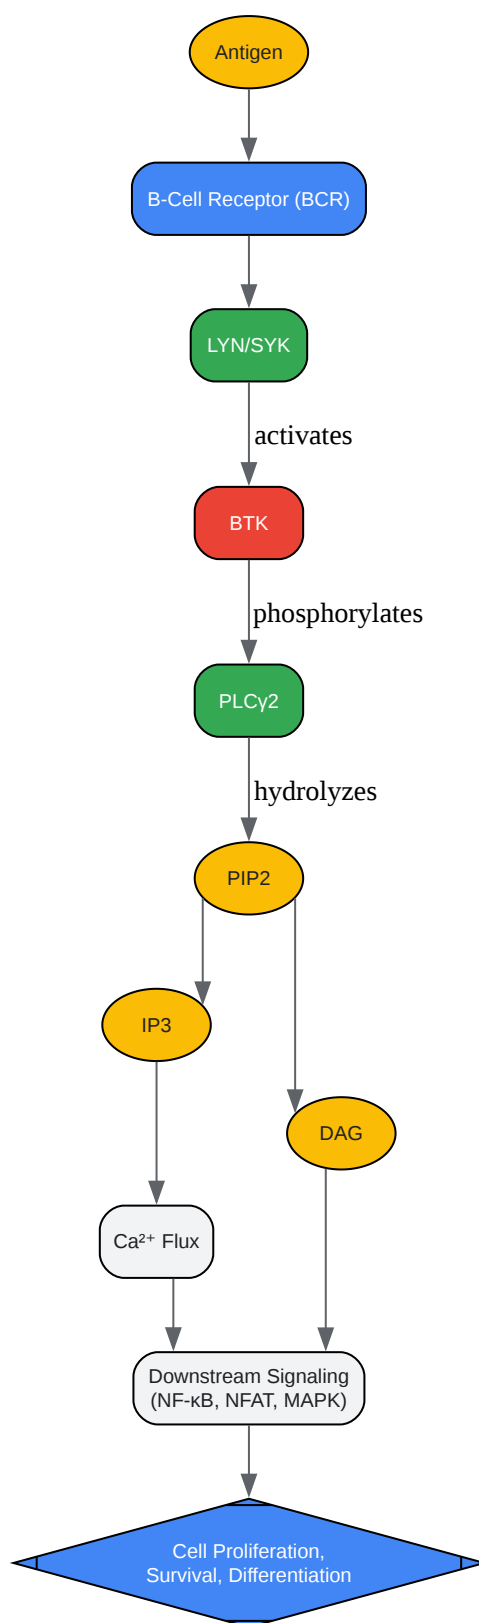 Antigen
B-Cell Receptor (BCR)
LYN/SYK
activates
BTK
phosphorylates
PLCγ2
hydrolyzes
PIP2
IP3
DAG
Ca²⁺ Flux
Downstream Signaling
(NF-κB, NFAT, MAPK)
Cell Proliferation,
Survival, Differentiation